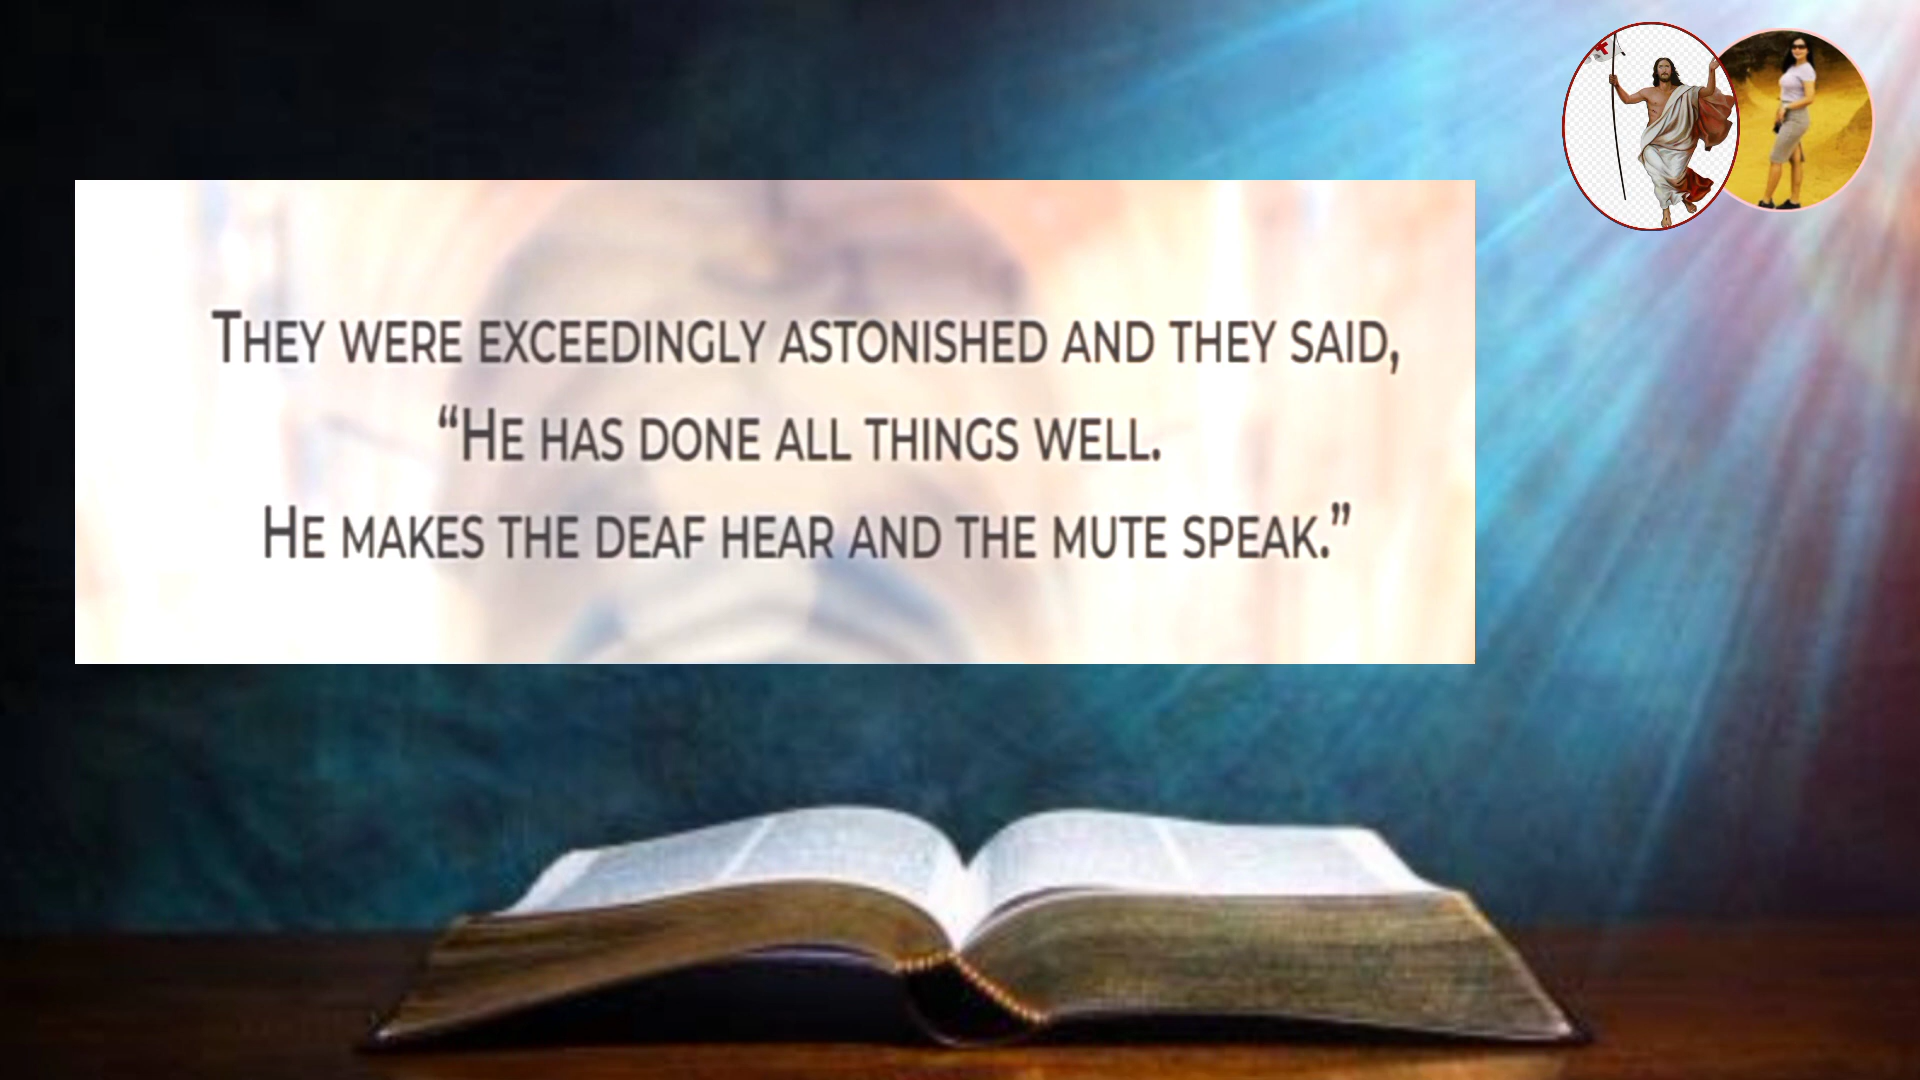 They were exceedingly astonished and they said,
“He has done all things well.
He makes the deaf hear and the mute speak.”